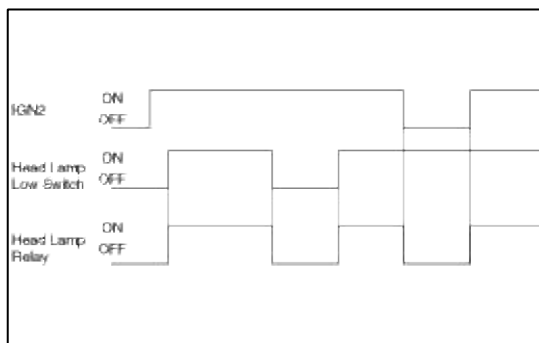 ON
IGN2
OFF
ON
Head Lamp
OFF
Low Switch
ON
Head Lamp
OFF
Relay